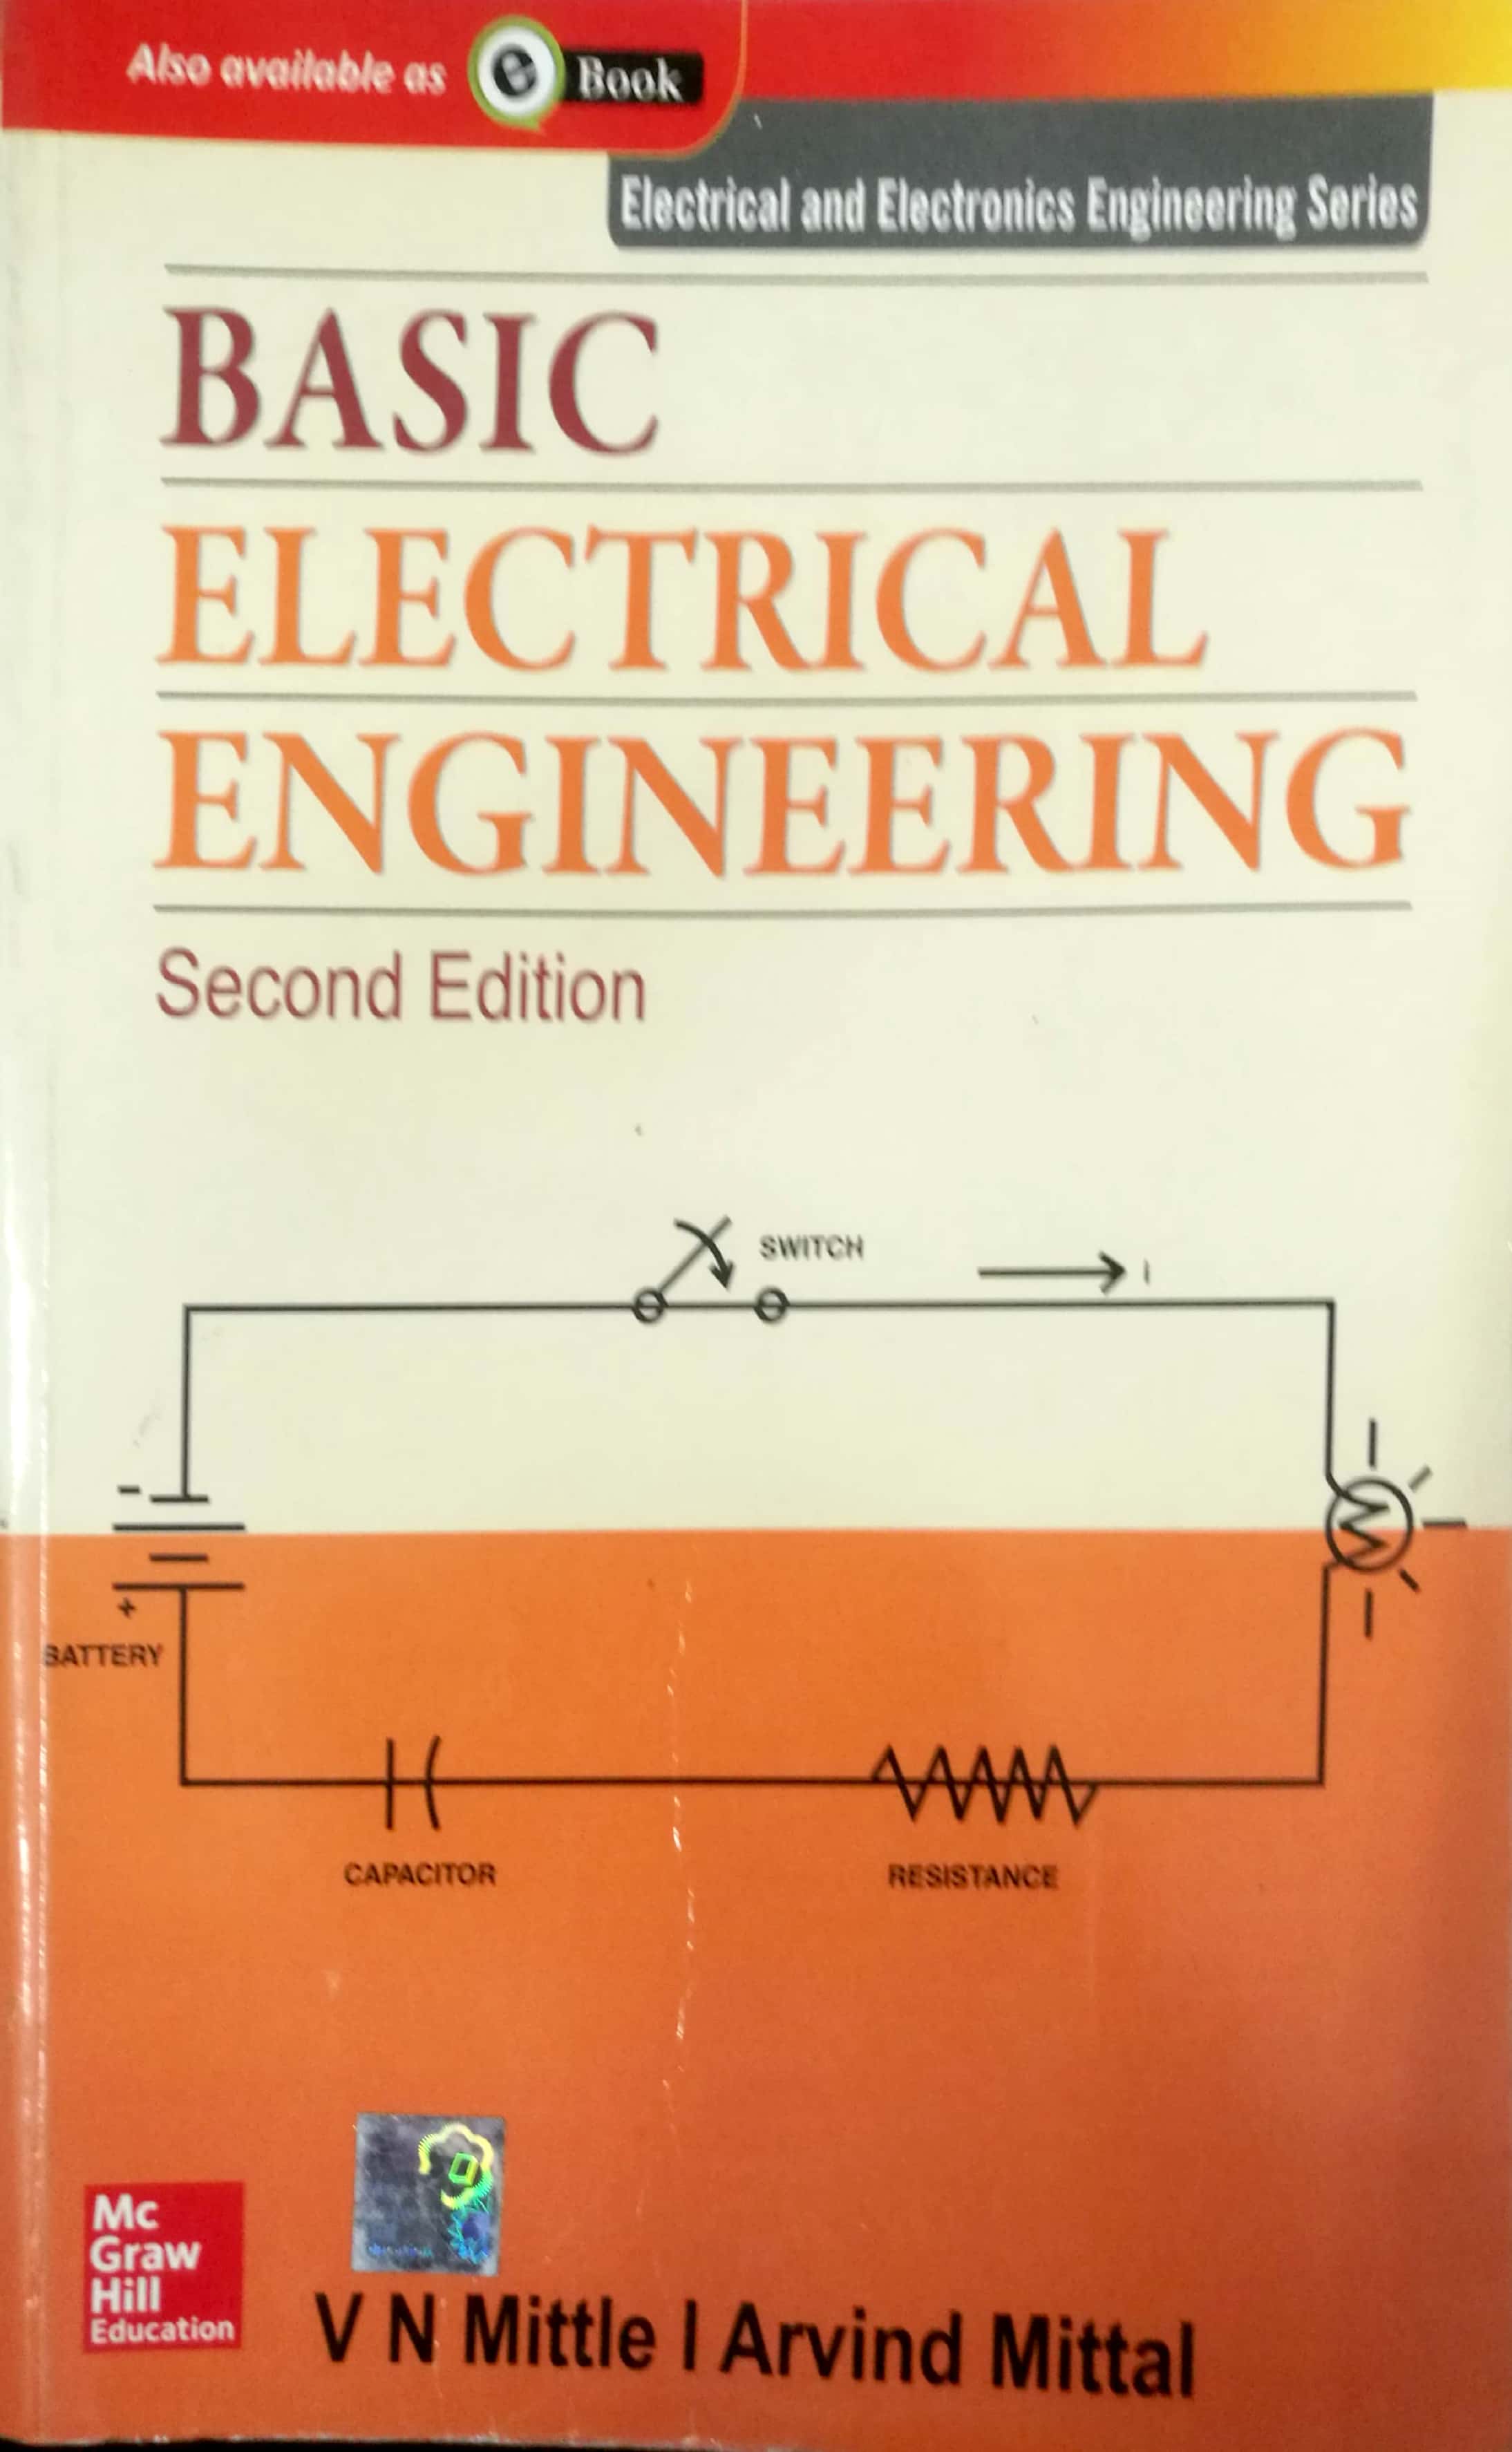 Also available as e Book
Electrical and Electronics Engineering Series
BASIC
ELECTRICAL
ENGINEERING
Second Edition
SWITCH
I
-
+
BATTERY
CAPACITOR
RESISTANCE
Mc
Graw
Hill
Education
V N Mittle I Arvind Mittal